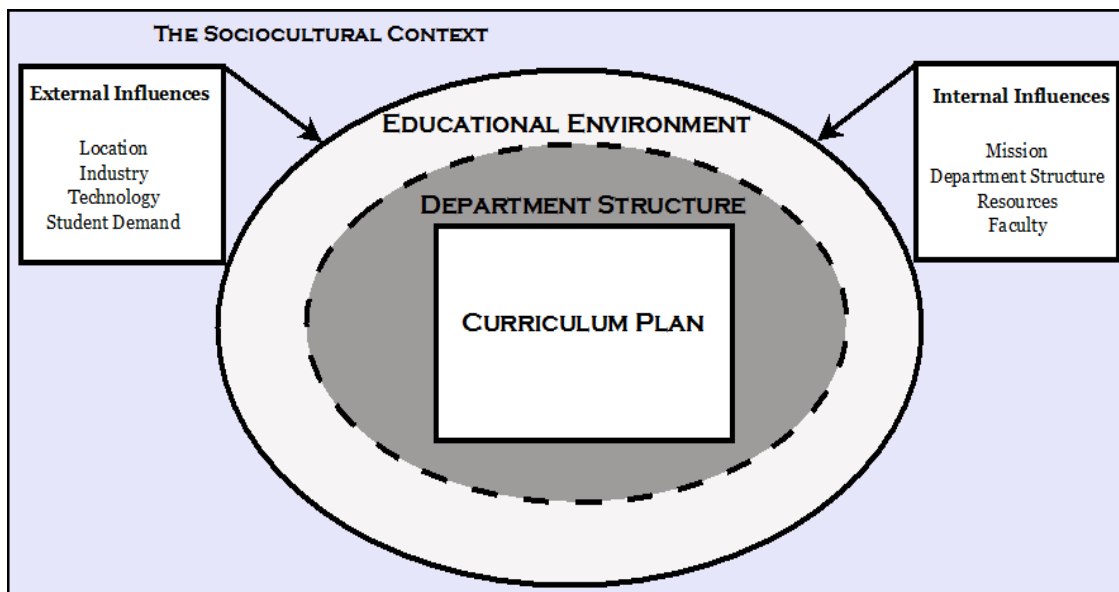 The Sociocultural Context
External Influences
Location
Industry
Technology
Student Demand
Internal Influences
Mission
Department Structure
Resources
Faculty
Educational Environment
Department Structure
Curriculum Plan